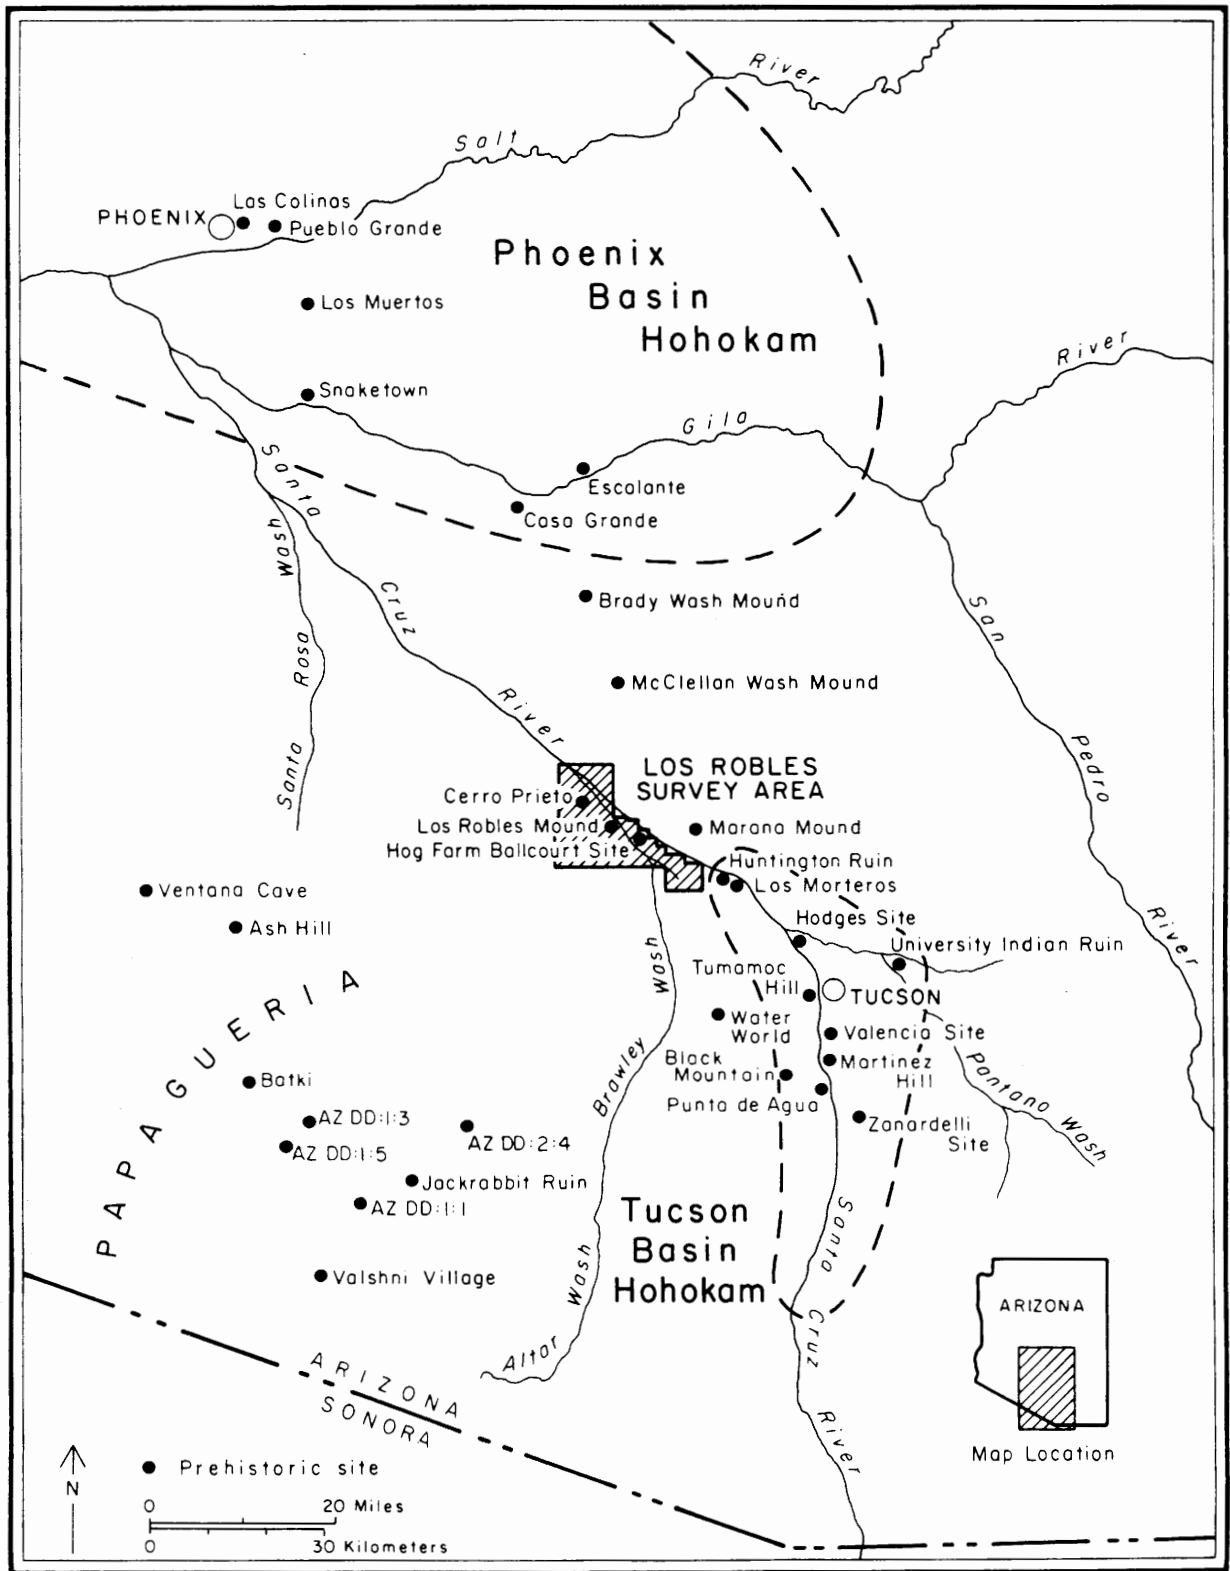 River
Salt
Las Colinas
PHOENIX
Pueblo Grande
Phoenix
Basin
Hohokam
Los Muertos
River
Snaketown
Gila
Santa
Escalante
Casa Grande
Wash
Cruz
Brady Wash Mound
San
Rosa
McClellan Wash Mound
River
Santa
Pedro
LOS ROBLES
SURVEY AREA
Cerro Prieto
Los Robles Mound
Marana Mound
Hog Farm Ballcourt Site
Huntington Ruin
Los Morteros
Ventana Cave
Ash Hill
Hodges Site
River
University Indian Ruin
Wash
Tumamoc
Hill
TUCSON
PAPAGUERIA
Water
World
Valencia Site
Brawley
Black
Mountain
Martinez
Hill
Pantano Wash
Batki
Punta de Agua
AZ DD:1:3
AZ DD:2:4
Zanardelli
Site
AZ DD:1:5
Jackrabbit Ruin
AZ DD:1:1
Tucson
Basin
Hohokam
Santa
Wash
Valshni Village
ARIZONA
Cruz
Altar
ARIZONA
SONORA
River
Map Location
Prehistoric site
N
0 20 Miles
0 30 Kilometers